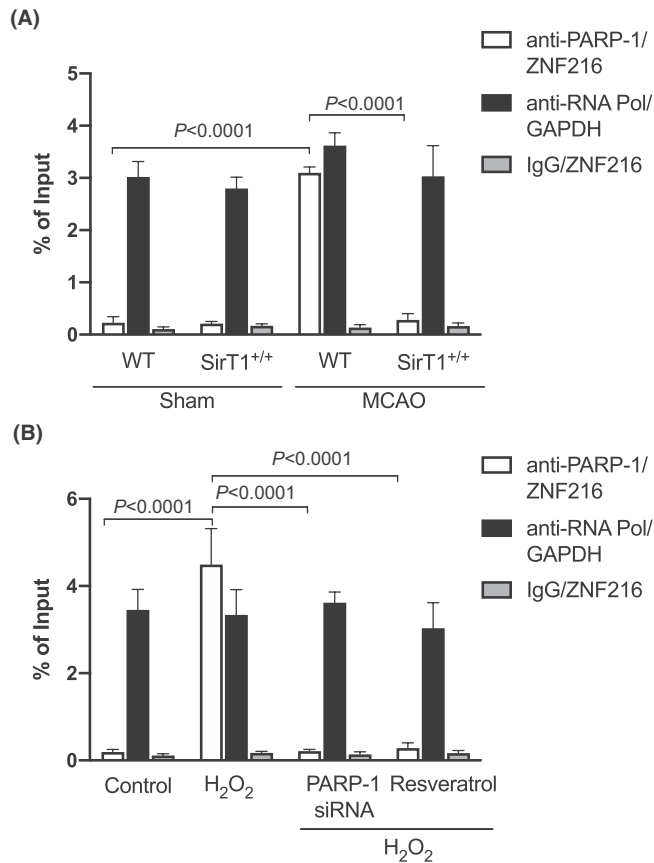 (A)
anti-PARP-1/
ZNF216
anti-RNA Pol/
GAPDH
IgG/ZNF216
% of Input
5
4
3
2
1
0
P<0.0001
P<0.0001
WT
SirT1+/+
WT
SirT1+/+
Sham
MCAO
(B)
anti-PARP-1/
ZNF216
anti-RNA Pol/
GAPDH
IgG/ZNF216
% of Input
6
4
2
0
P<0.0001
P<0.0001
P<0.0001
Control
H2O2
PARP-1
siRNA
Resveratrol
H2O2